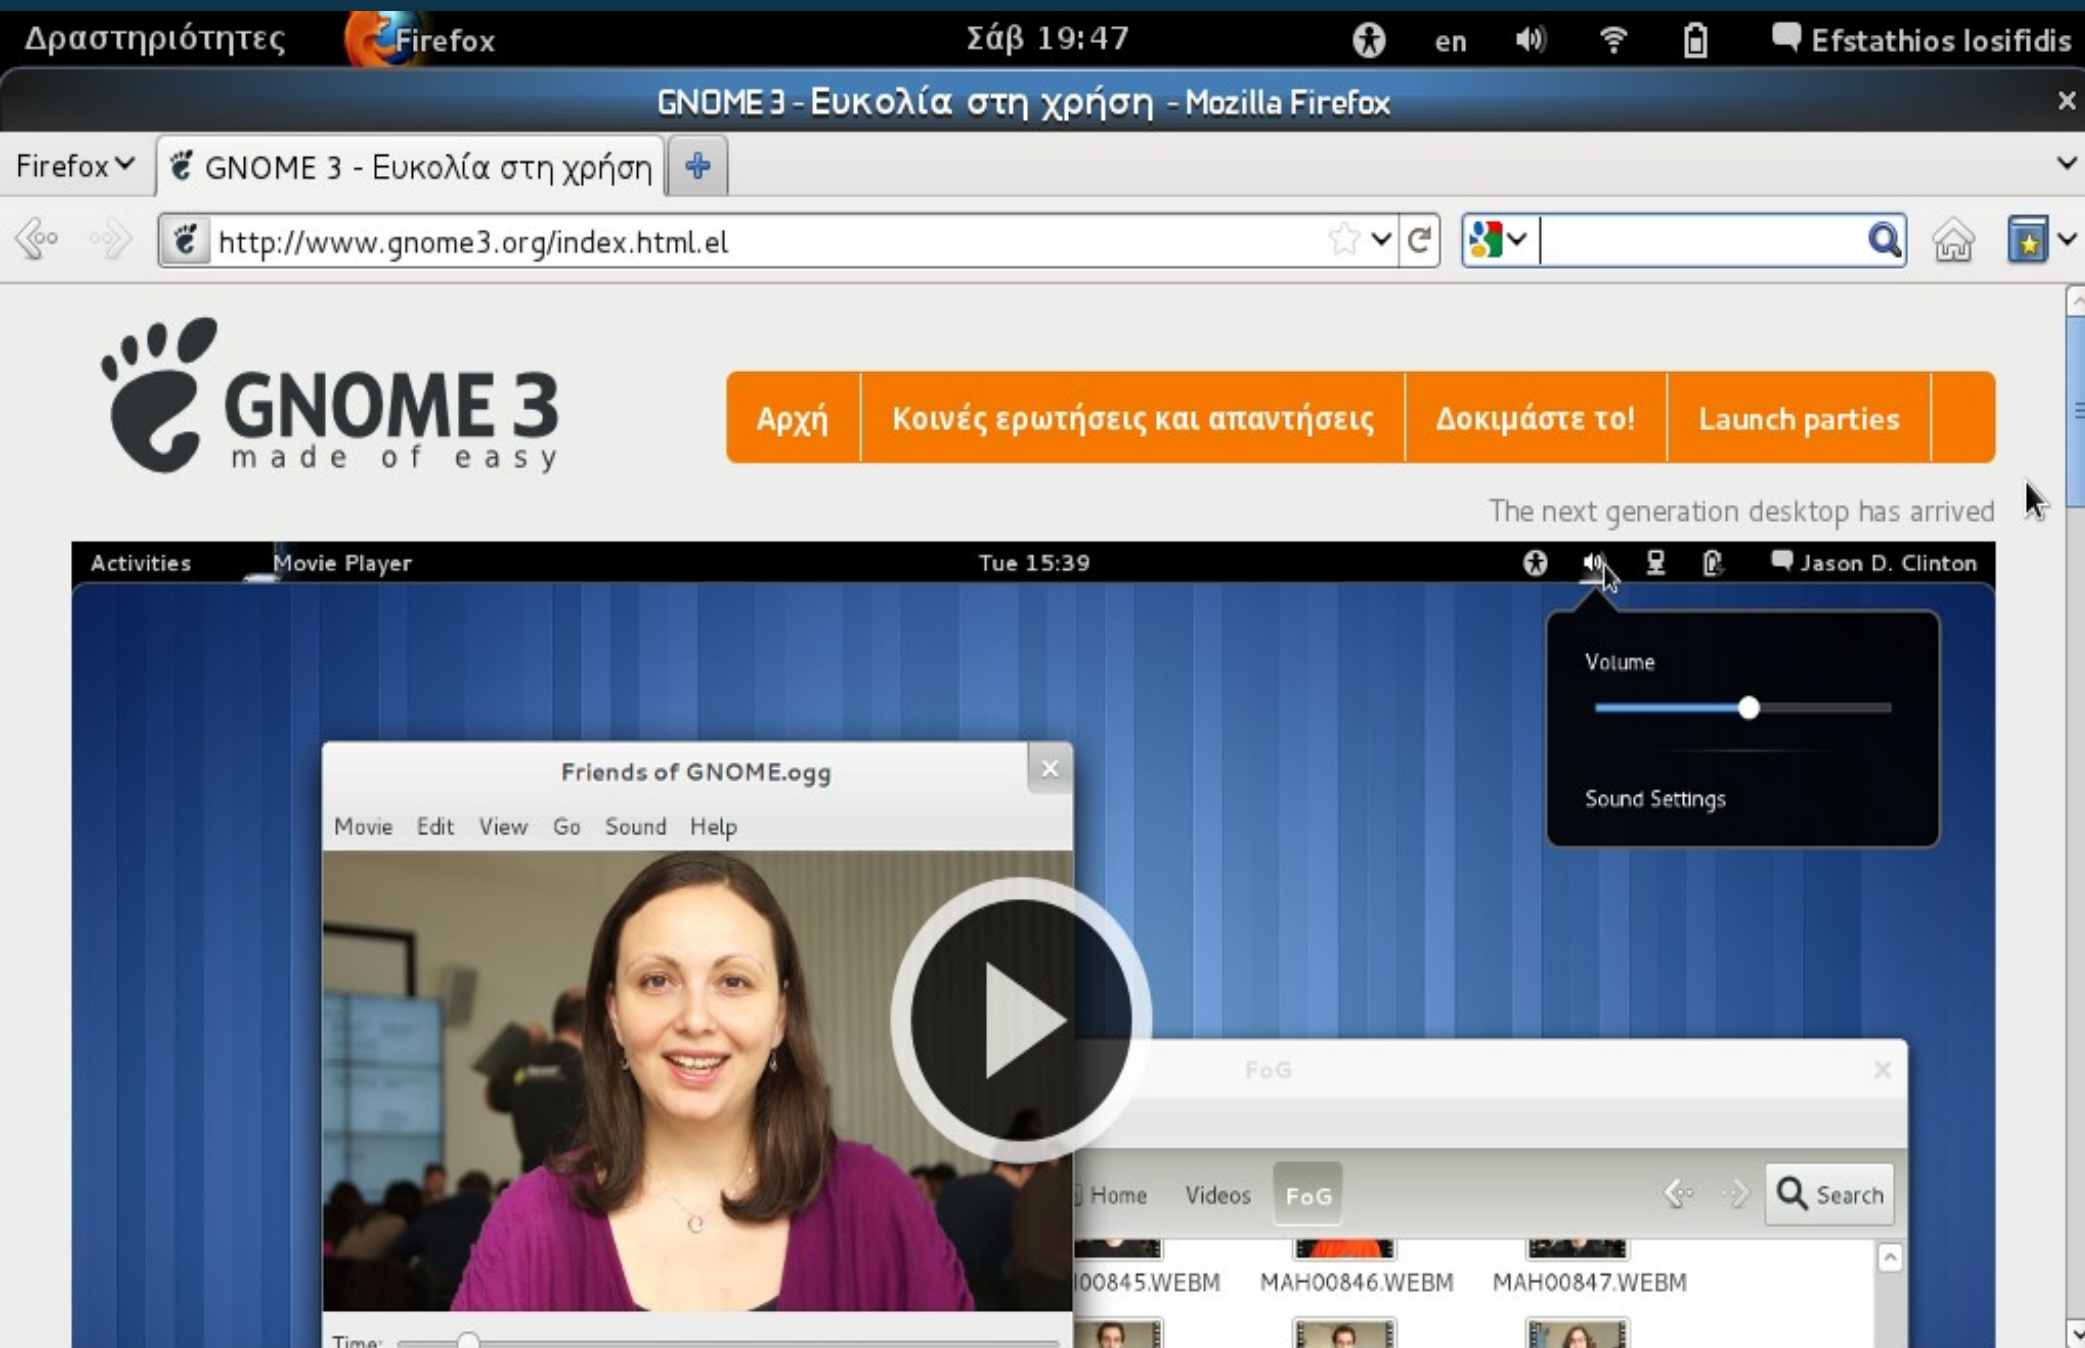 Δραστηριότητες Firefox Σάβ 19:47 en Efstathios Iosifidis
GNOME 3 - Ευκολία στη χρήση - Mozilla Firefox
Firefox GNOME 3 - Ευκολία στη χρήση
http://www.gnome3.org/index.html.el
GNOME 3
made of easy
Αρχή Κοινές ερωτήσεις και απαντήσεις Δοκιμάστε το! Launch parties
The next generation desktop has arrived
Activities Movie Player Tue 15:39 Jason D. Clinton
Volume
Sound Settings
Friends of GNOME.ogg
Movie Edit View Go Sound Help
FoG
Home Videos FoG Search
00845.WEBM MAH00846.WEBM MAH00847.WEBM
Time: